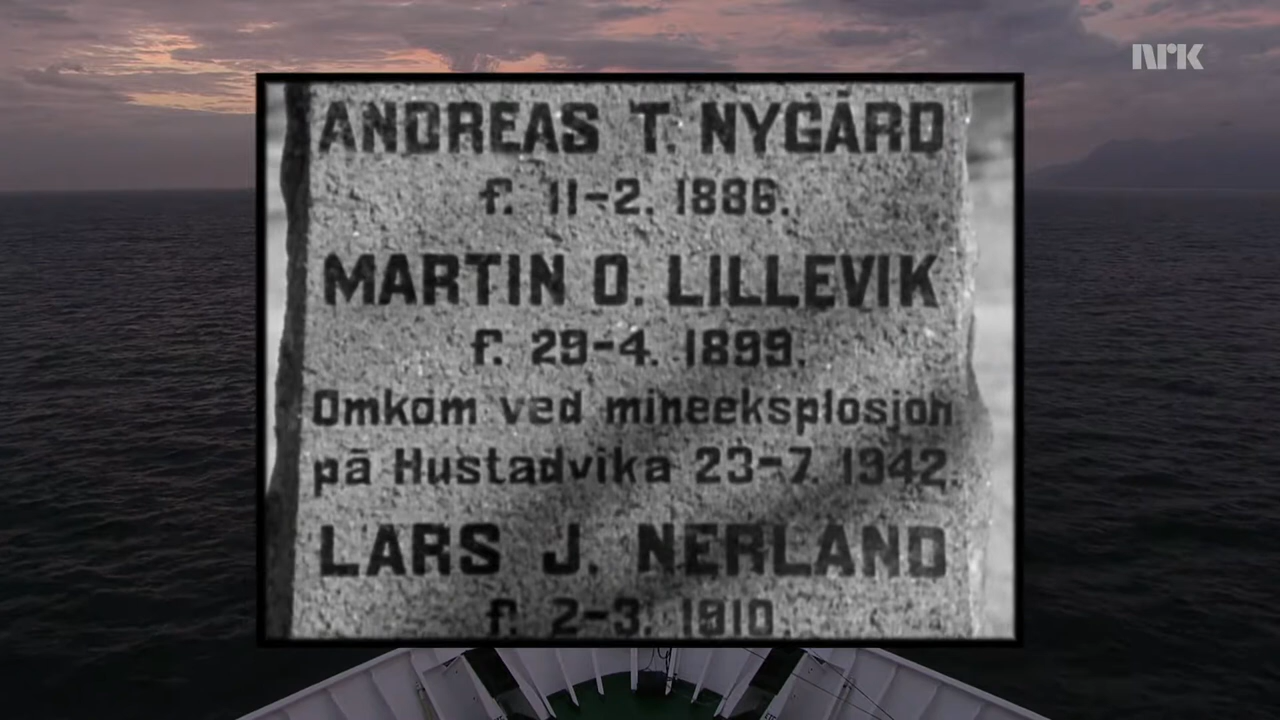 NRK
ANDREAS T. NYGÅRD
f. 11-2. 1886.
MARTIN O. LILLEVIK
f. 29-4. 1899.
Omkom ved mineeksplosjon
på Hustadvika 23-7. 1942.
LARS J. NERLAND
f. 2-3. 1910.